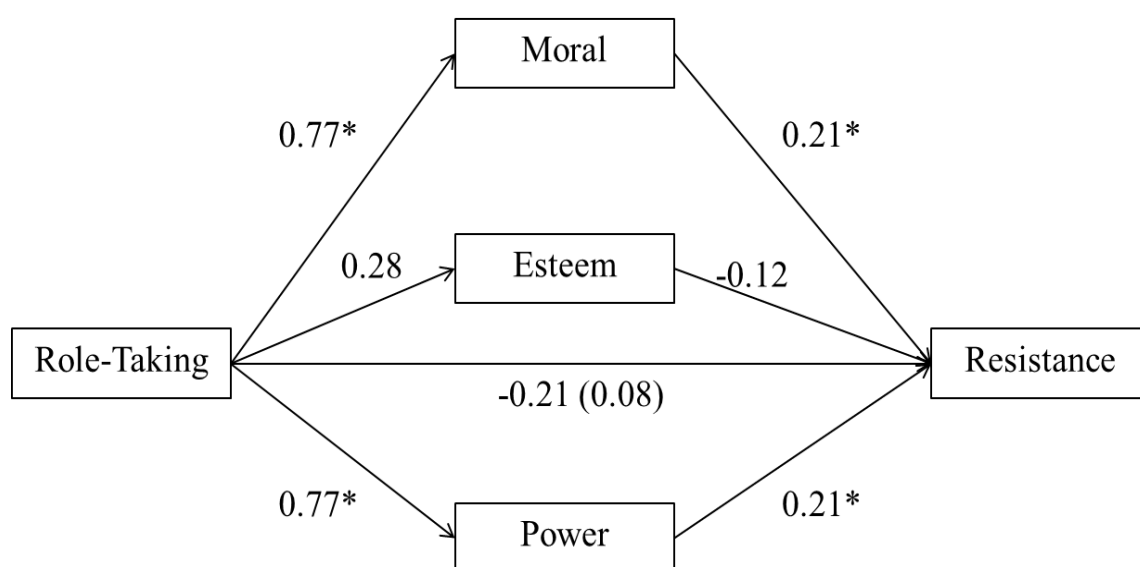 Moral
0.77*
0.21*
Esteem
0.28
-0.12
Role-Taking
Resistance
-0.21 (0.08)
0.77*
0.21*
Power